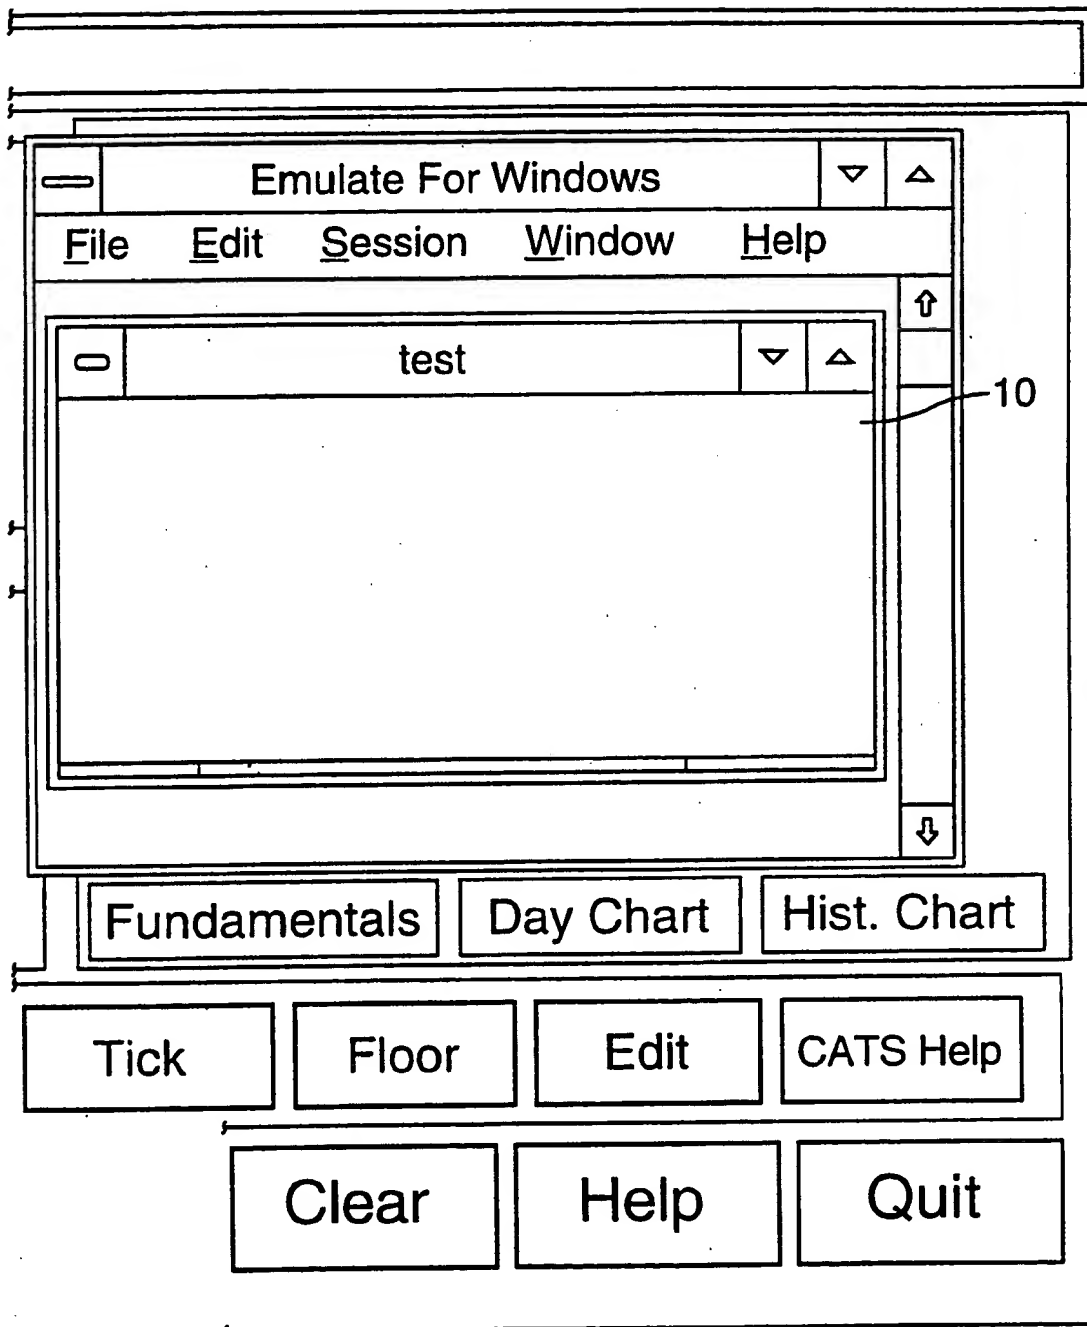 Emulate For Windows
File Edit Session Window Help
test
10
Fundamentals Day Chart Hist. Chart
Tick Floor Edit CATS Help
Clear Help Quit